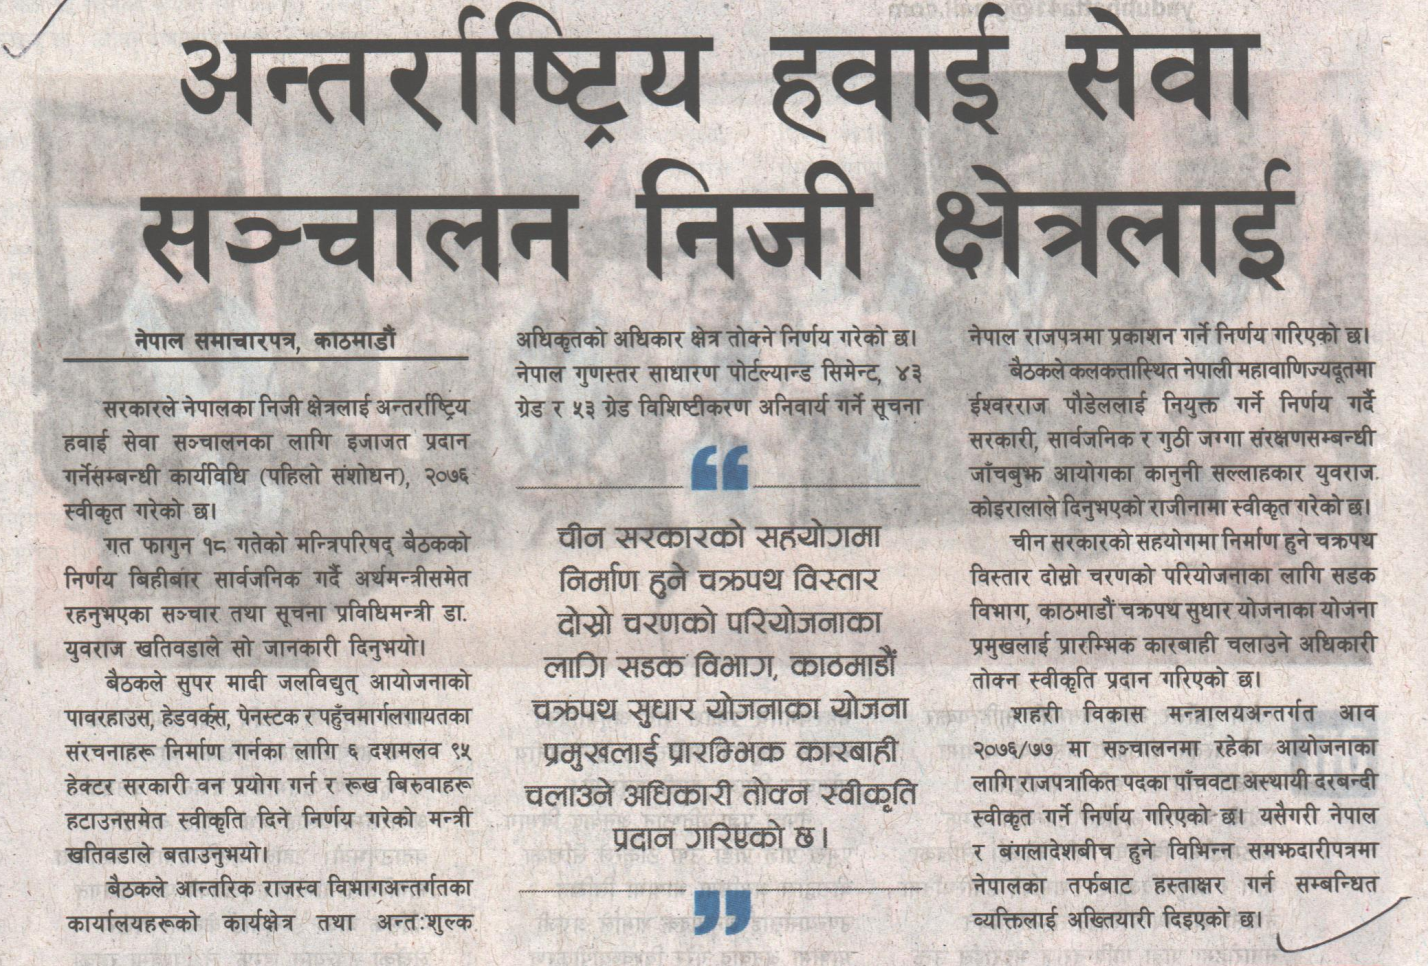 अन्तर्राष्ट्रिय हवाई सेवा
सञ्चालन निजी क्षेत्रलाई
नेपाल समाचारपत्र, काठमाडौं
सरकारले नेपालका निजी क्षेत्रलाई अन्तर्राष्ट्रिय
हवाई सेवा सञ्चालनका लागि इजाजत प्रदान
गर्नेसम्बन्धी कार्यविधि (पहिलो संशोधन), २०७६
स्वीकृत गरेको छ।
गत फागुन १८ गतेको मन्त्रिपरिषद् बैठकको
निर्णय बिहीबार सार्वजनिक गर्दै अर्थमन्त्रीसमेत
रहनुभएका सञ्चार तथा सूचना प्रविधिमन्त्री डा.
युवराज खतिवडाले सो जानकारी दिनुभयो।
बैठकले सुपर मादी जलविद्युत् आयोजनाको
पावरहाउस, हेडवर्क्स, पेनस्टक र पहुँचमार्गलगायतका
संरचनाहरू निर्माण गर्नका लागि ६ दशमलव ९५
हेक्टर सरकारी वन प्रयोग गर्न र रूख बिरुवाहरू
हटाउनसमेत स्वीकृति दिने निर्णय गरेको मन्त्री
खतिवडाले बताउनुभयो।
बैठकले आन्तरिक राजस्व विभागअन्तर्गतका
कार्यालयहरूको कार्यक्षेत्र तथा अन्तःशुल्क
अधिकृतको अधिकार क्षेत्र तोक्ने निर्णय गरेको छ।
नेपाल गुणस्तर साधारण पोर्टल्यान्ड सिमेन्ट, ४३
ग्रेड र ५३ ग्रेड विशिष्टीकरण अनिवार्य गर्ने सूचना
“
चीन सरकारको सहयोगमा
निर्माण हुने चक्रपथ विस्तार
दोस्रो चरणको परियोजनाका
लागि सडक विभाग, काठमाडौं
चक्रपथ सुधार योजनाका योजना
प्रमुखलाई प्रारम्भिक कारबाही
चलाउने अधिकारी तोक्न स्वीकृति
प्रदान गरिएको छ।
”
नेपाल राजपत्रमा प्रकाशन गर्ने निर्णय गरिएको छ।
बैठकले कलकत्तास्थित नेपाली महावाणिज्यदूतमा
ईश्वरराज पौडेललाई नियुक्त गर्ने निर्णय गर्दै
सरकारी, सार्वजनिक र गुठी जग्गा संरक्षणसम्बन्धी
जाँचबुझ आयोगका कानुनी सल्लाहकार युवराज
कोइरालाले दिनुभएको राजीनामा स्वीकृत गरेको छ।
चीन सरकारको सहयोगमा निर्माण हुने चक्रपथ
विस्तार दोस्रो चरणको परियोजनाका लागि सडक
विभाग, काठमाडौं चक्रपथ सुधार योजनाका योजना
प्रमुखलाई प्रारम्भिक कारबाही चलाउने अधिकारी
तोक्न स्वीकृति प्रदान गरिएको छ।
शहरी विकास मन्त्रालयअन्तर्गत आव
२०७६/७७ मा सञ्चालनमा रहेका आयोजनाका
लागि राजपत्रांकित पदका पाँचवटा अस्थायी दरबन्दी
स्वीकृत गर्ने निर्णय गरिएको छ। यसैगरी नेपाल
र बंगलादेशबीच हुने विभिन्न समझदारीपत्रमा
नेपालका तर्फबाट हस्ताक्षर गर्न सम्बन्धित
व्यक्तिलाई अख्तियारी दिइएको छ।